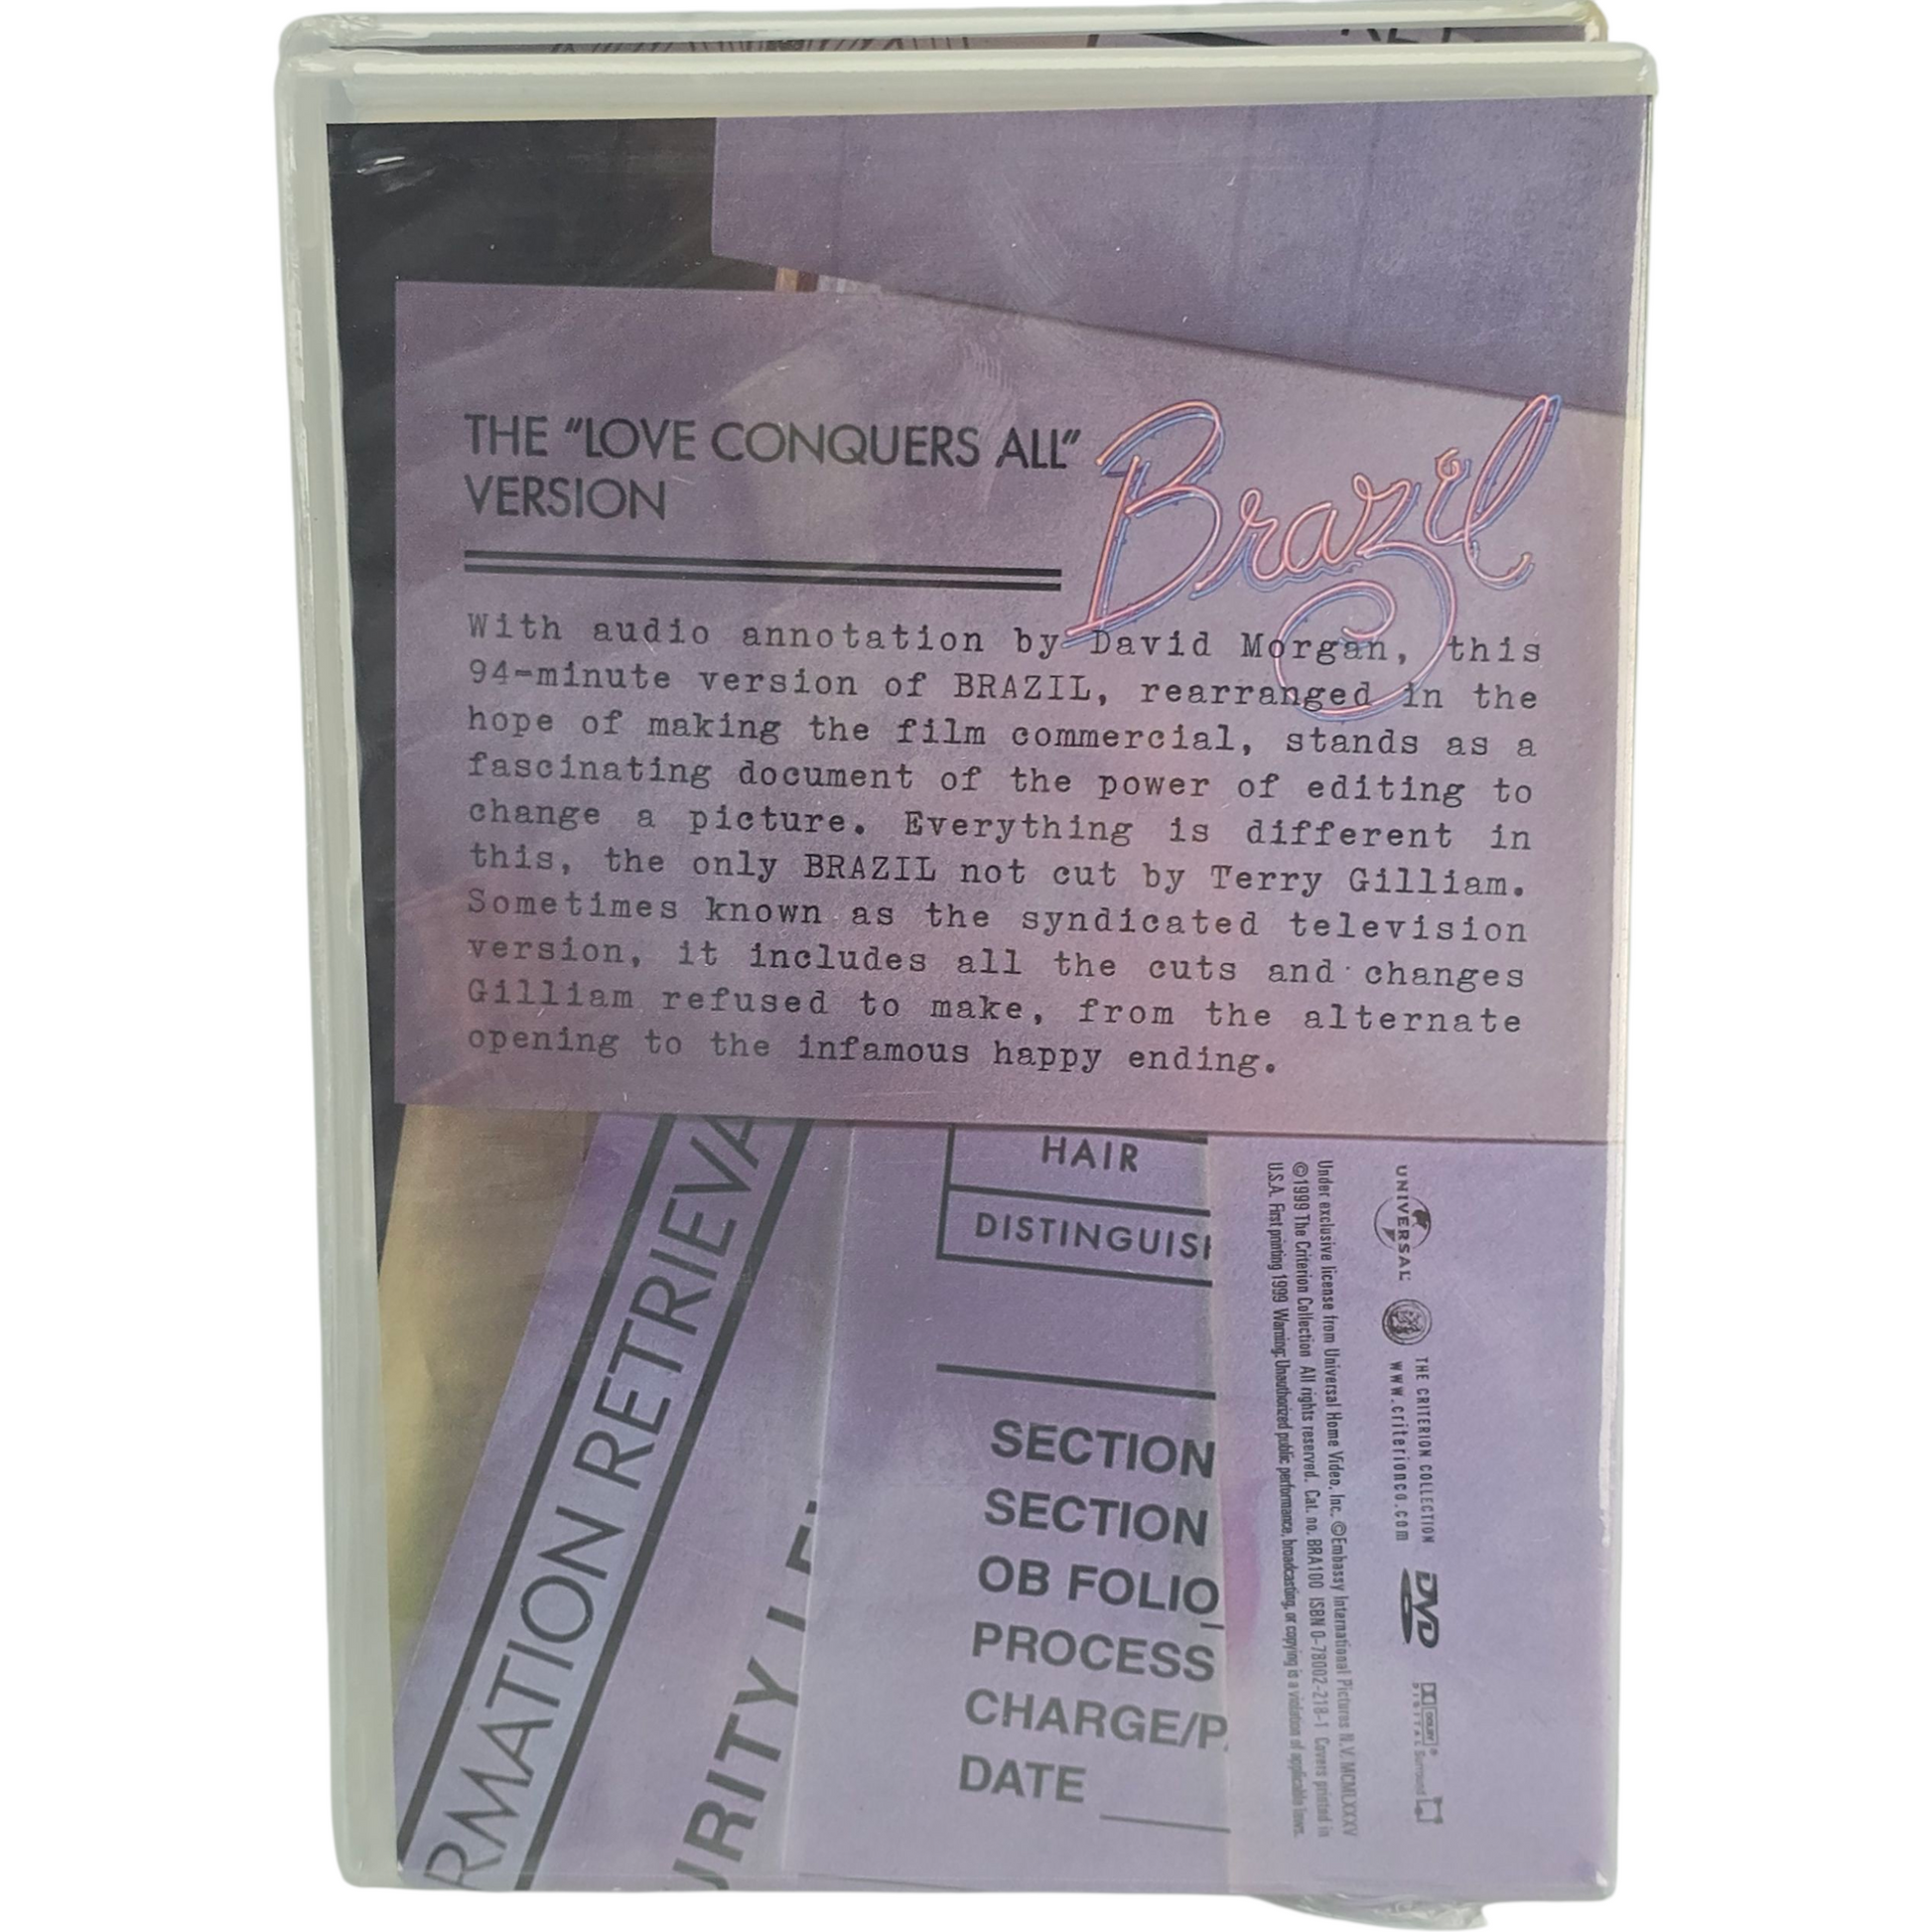 THE "LOVE CONQUERS ALL"
VERSION
Brazil
With audio annotation by David Morgan, this
94-minute version of BRAZIL, rearranged in the
hope of making the film commercial, stands as a
fascinating document of the power of editing to
change a picture. Everything is different in
this, the only BRAZIL not cut by Terry Gilliam.
Sometimes known as the syndicated television
version, it includes all the cuts and changes
Gilliam refused to make, from the alternate
opening to the infamous happy ending.
RMATION RETRIEVA
URITY LE
HAIR
DISTINGUISH
SECTION
SECTION
OB FOLIO
PROCESS
CHARGE/P
DATE
UNIVERSAL
THE CRITERION COLLECTION
www.criterionco.com
DVD
DOLBY
DIGITAL Surround
Under exclusive license from Universal Home Video, Inc. ©Embassy International Pictures N.V. MCMLXXXV
©1999 The Criterion Collection All rights reserved. Cat. no. BRA100 ISBN 0-78002-218-1 Covers printed in
U.S.A. First printing 1999 Warning: Unauthorized public performance, broadcasting, or copying is a violation of applicable laws.